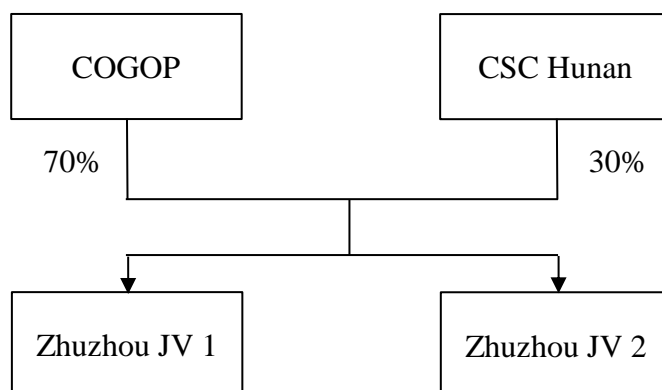 COGOP
CSC Hunan
70%
30%
Zhuzhou JV 1
Zhuzhou JV 2